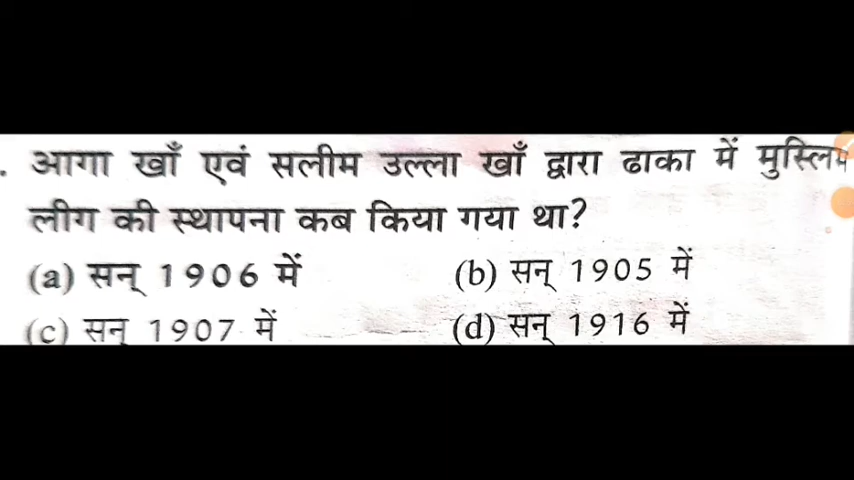 . आगा खाँ एवं सलीम उल्ला खाँ द्वारा ढाका में मुस्लिम
लीग की स्थापना कब किया गया था?
(a) सन् 1906 में (b) सन् 1905 में
(c) सन् 1907 में (d) सन् 1916 में